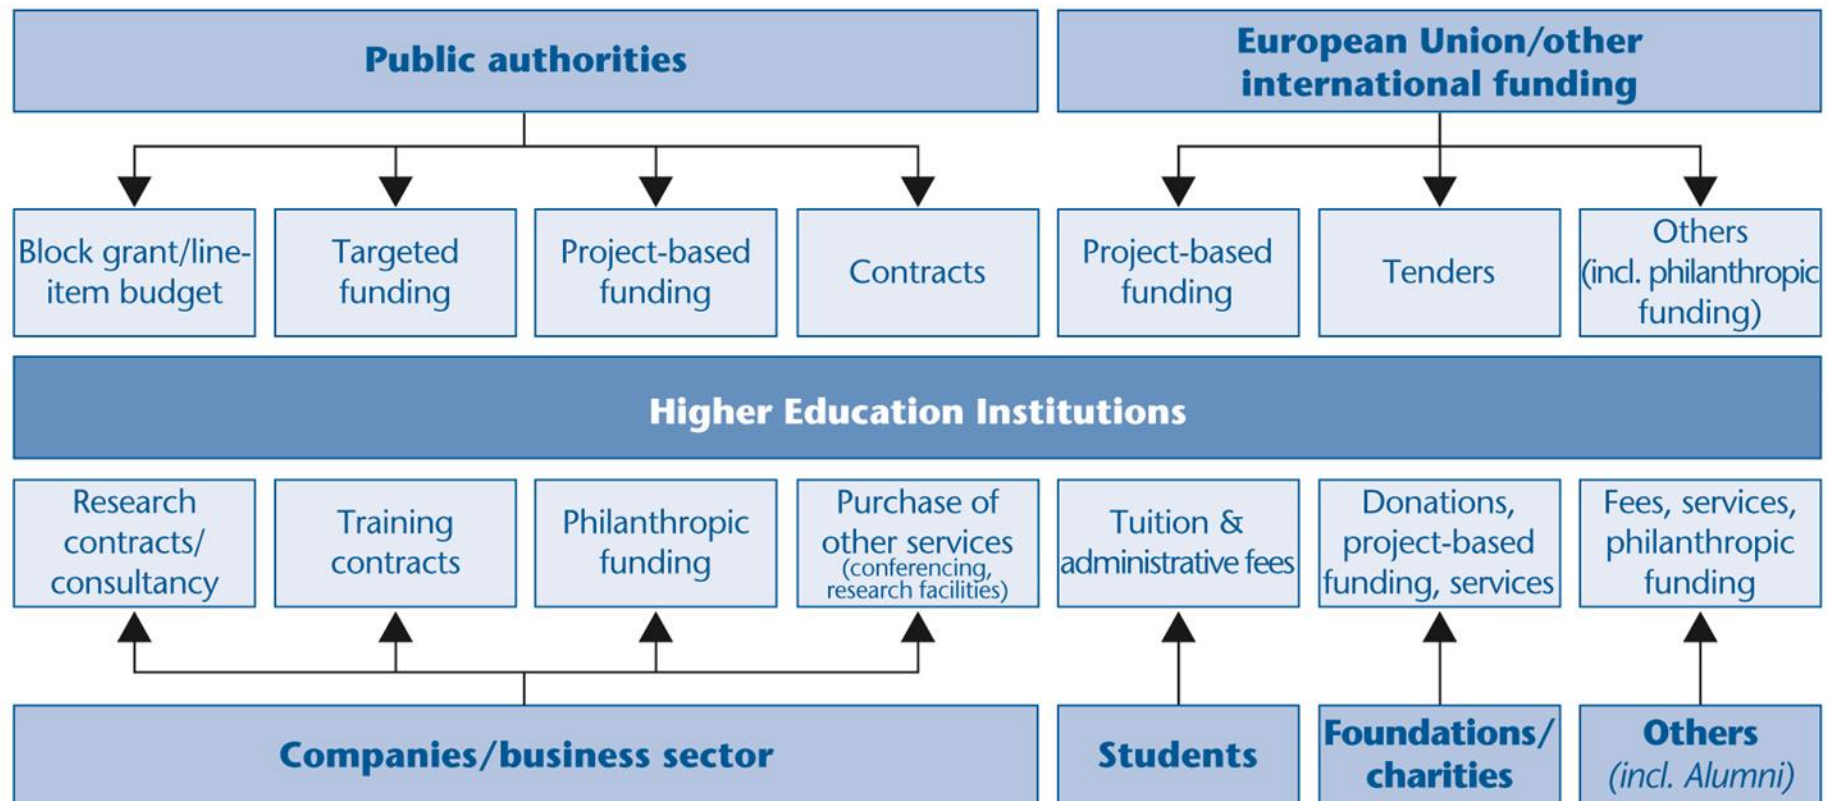 Public authorities
European Union/other
international funding
Block grant/line-
item budget
Targeted
funding
Project-based
funding
Contracts
Project-based
funding
Tenders
Others
(incl. philanthropic
funding)
Higher Education Institutions
Research
contracts/
consultancy
Training
contracts
Philanthropic
funding
Purchase of
other services
(conferencing,
research facilities)
Tuition &
administrative fees
Donations,
project-based
funding, services
Fees, services,
philanthropic
funding
Companies/business sector
Students
Foundations/
charities
Others
(incl. Alumni)